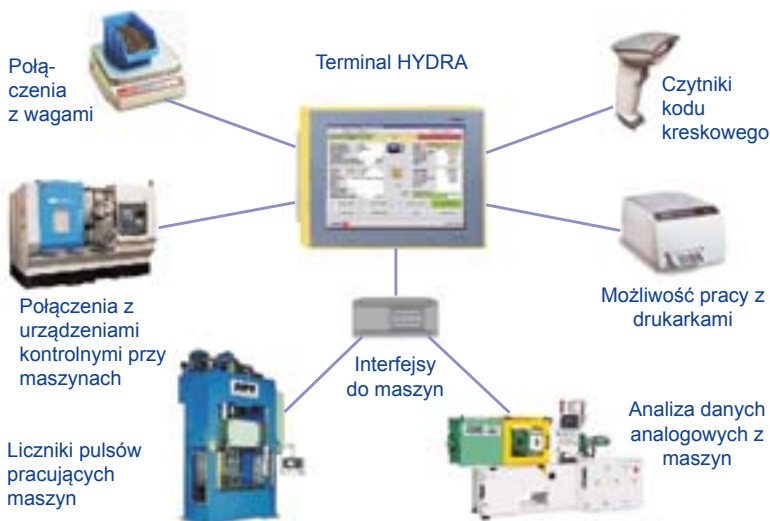 Połą-
czenia
z wagami
Terminal HYDRA
Czytniki
kodu
kreskowego
Połączenia z
urządzeniami
kontrolnymi przy
maszynach
Możliwość pracy z
drukarkami
Interfejsy
do maszyn
Liczniki pulsów
pracujących
maszyn
Analiza danych
analogowych z
maszyn